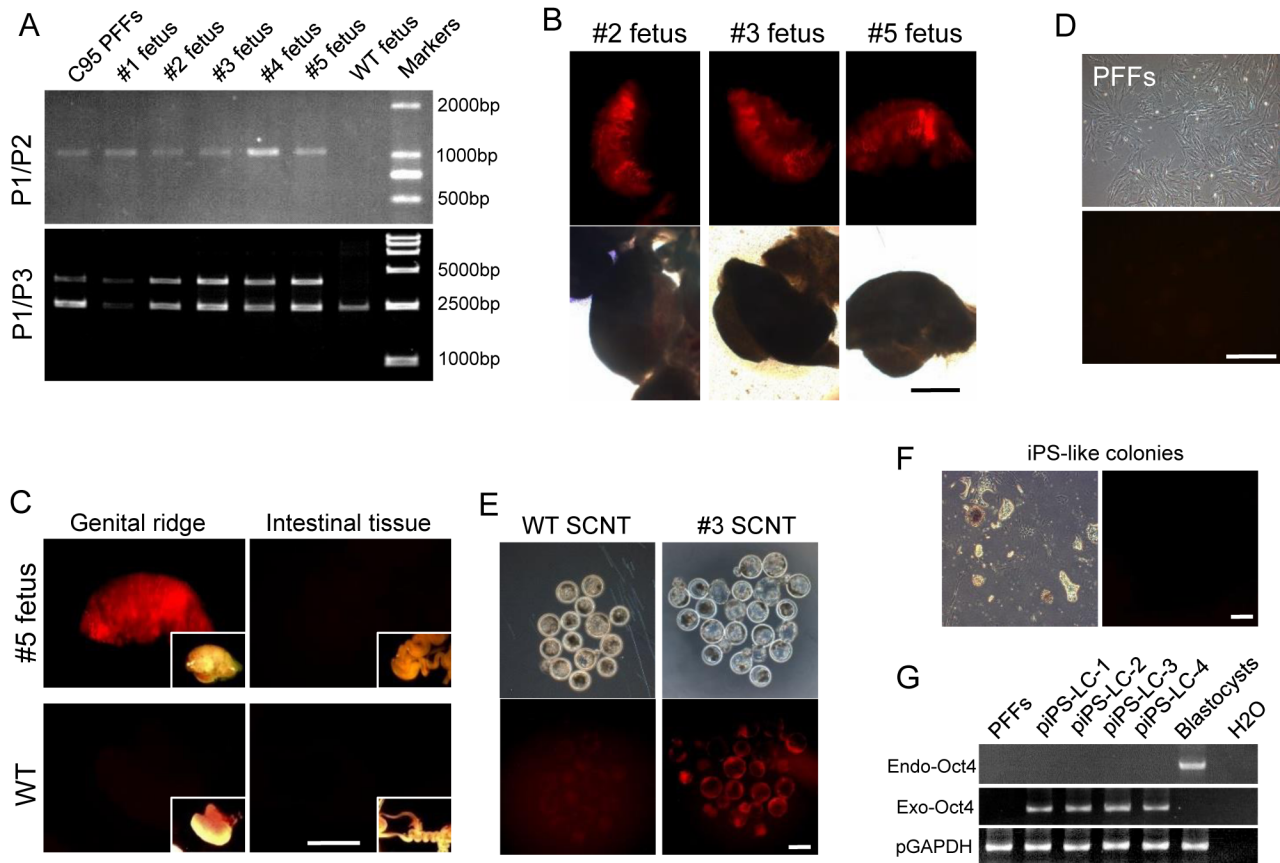 A
C95 PFFs
#1 fetus
#2 fetus
#3 fetus
#4 fetus
#5 fetus
WT fetus
Markers
P1/P2
2000bp
1000bp
500bp
P1/P3
5000bp
2500bp
1000bp
B
#2 fetus
#3 fetus
#5 fetus
D
PFFs
C
Genital ridge
Intestinal tissue
#5 fetus
WT
E
WT SCNT
#3 SCNT
F
iPS-like colonies
G
PFFs
piPS-LC-1
piPS-LC-2
piPS-LC-3
piPS-LC-4
Blastocysts
H2O
Endo-Oct4
Exo-Oct4
pGAPDH